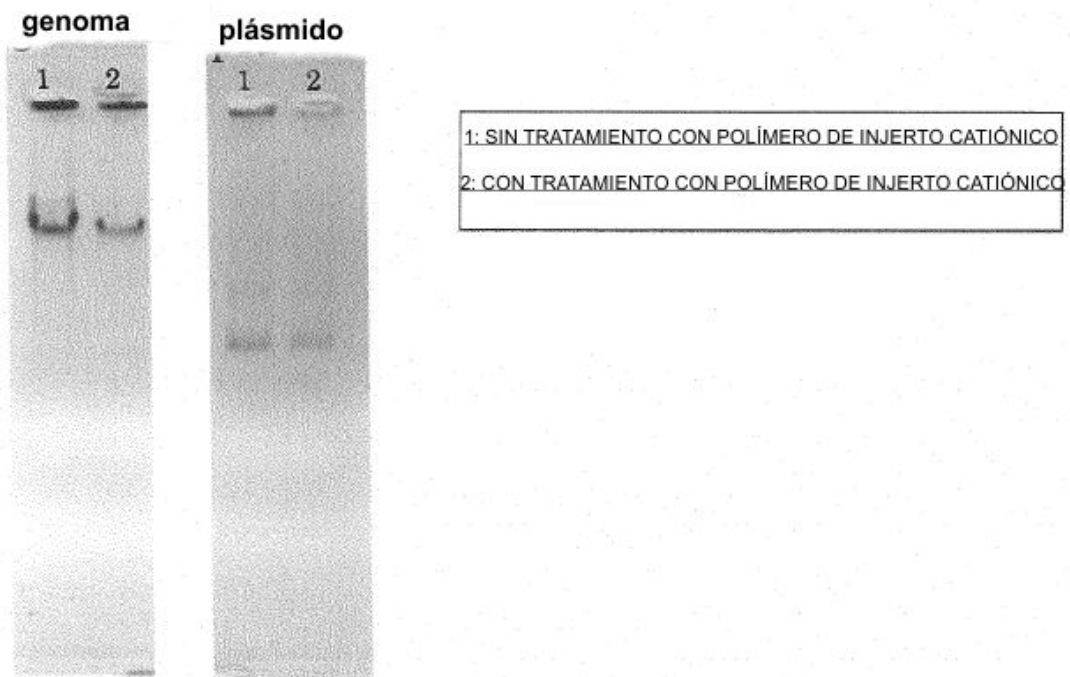 genoma
plásmido
1 2
1 2
1: SIN TRATAMIENTO CON POLÍMERO DE INJERTO CATIÓNICO
2: CON TRATAMIENTO CON POLÍMERO DE INJERTO CATIÓNICO